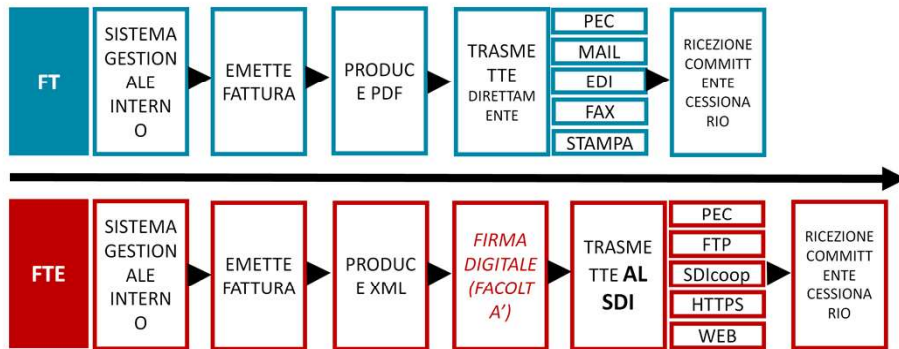 FT
SISTEMA
GESTION
ALE
INTERN
O
EMETTE
FATTURA
PRODUC
E PDF
TRASME
TTE
DIRETTAM
ENTE
PEC
MAIL
EDI
FAX
STAMPA
RICEZIONE
COMMITT
ENTE
CESSIONA
RIO
FTE
SISTEMA
GESTION
ALE
INTERN
O
EMETTE
FATTURA
PRODUC
E XML
FIRMA
DIGITALE
(FACOLT
A’)
TRASME
TTE AL
SDI
PEC
FTP
SDIcoop
HTTPS
WEB
RICEZIONE
COMMITT
ENTE
CESSIONA
RIO